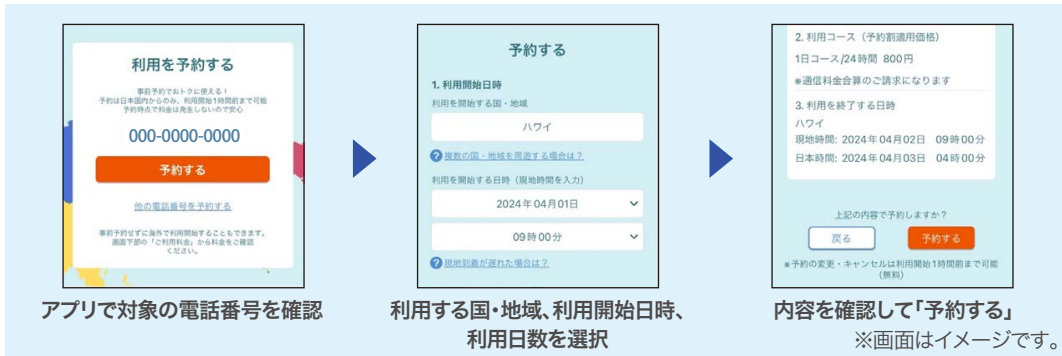 利用を予約する
事前予約でおトクに使える！
予約は日本国内からのみ、利用開始1時間前まで可能
予約時点で料金は発生しないので安心
000-0000-0000
予約する
他の電話番号を予約する
事前予約せずに海外で利用開始することもできます。
画面下部の「ご利用料金」から料金をご確認
ください。
アプリで対象の電話番号を確認
予約する
1. 利用開始日時
利用を開始する国・地域
ハワイ
?複数の国・地域を周遊する場合は？
利用を開始する日時（現地時間を入力）
2024年04月01日
09時00分
?現地到着が遅れた場合は？
利用する国・地域、利用開始日時、
利用日数を選択
2. 利用コース（予約割適用価格）
1日コース/24時間 800円
※通信料金合算のご請求になります
3. 利用を終了する日時
ハワイ
現地時間: 2024年04月02日 09時00分
日本時間: 2024年04月03日 04時00分
上記の内容で予約しますか？
戻る 予約する
※予約の変更・キャンセルは利用開始1時間前まで可能
（無料）
内容を確認して「予約する」
※画面はイメージです。